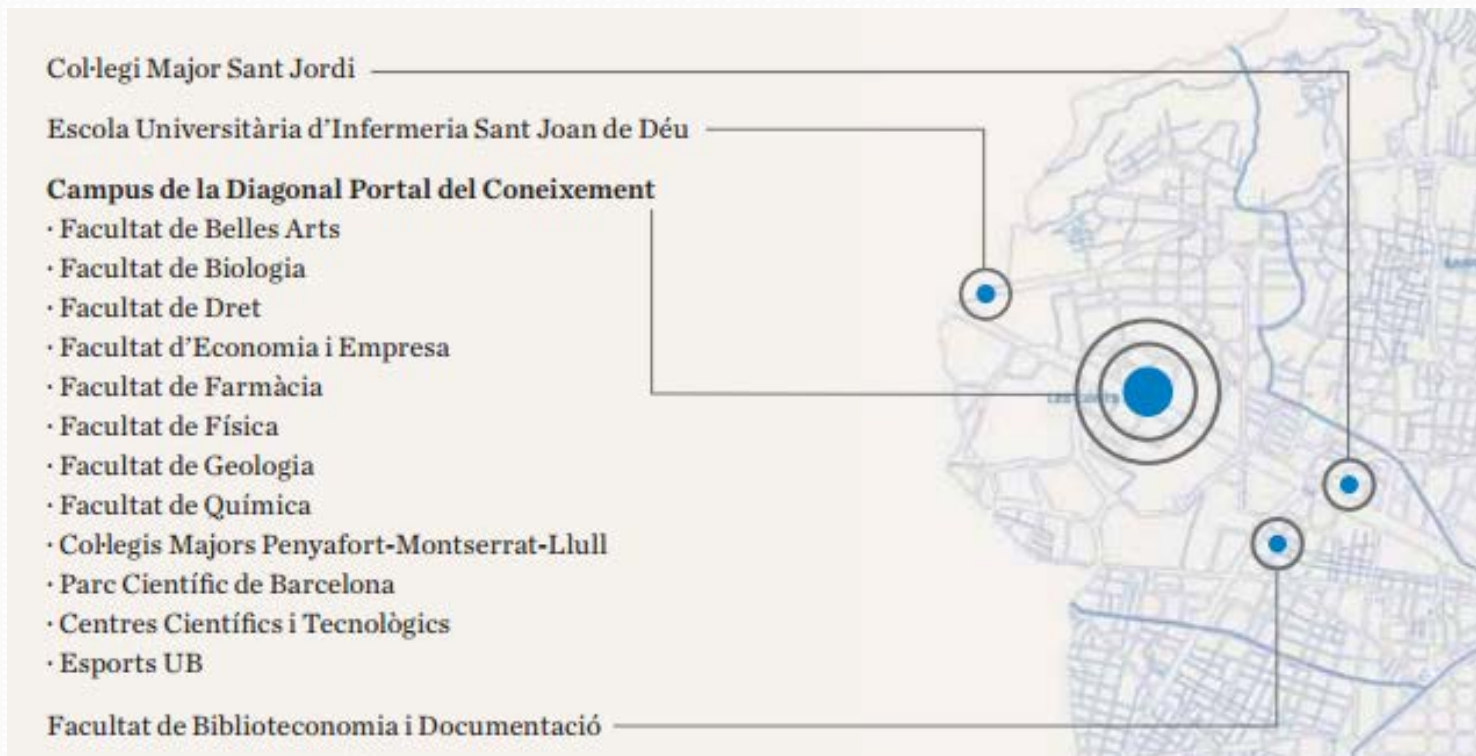 Col·legi Major Sant Jordi
Escola Universitària d’Infermeria Sant Joan de Déu
Campus de la Diagonal Portal del Coneixement
· Facultat de Belles Arts
· Facultat de Biologia
· Facultat de Dret
· Facultat d’Economia i Empresa
· Facultat de Farmàcia
· Facultat de Física
· Facultat de Geologia
· Facultat de Química
· Col·legis Majors Penyafort-Montserrat-Llull
· Parc Científic de Barcelona
· Centres Científics i Tecnològics
· Esports UB
Facultat de Biblioteconomia i Documentació